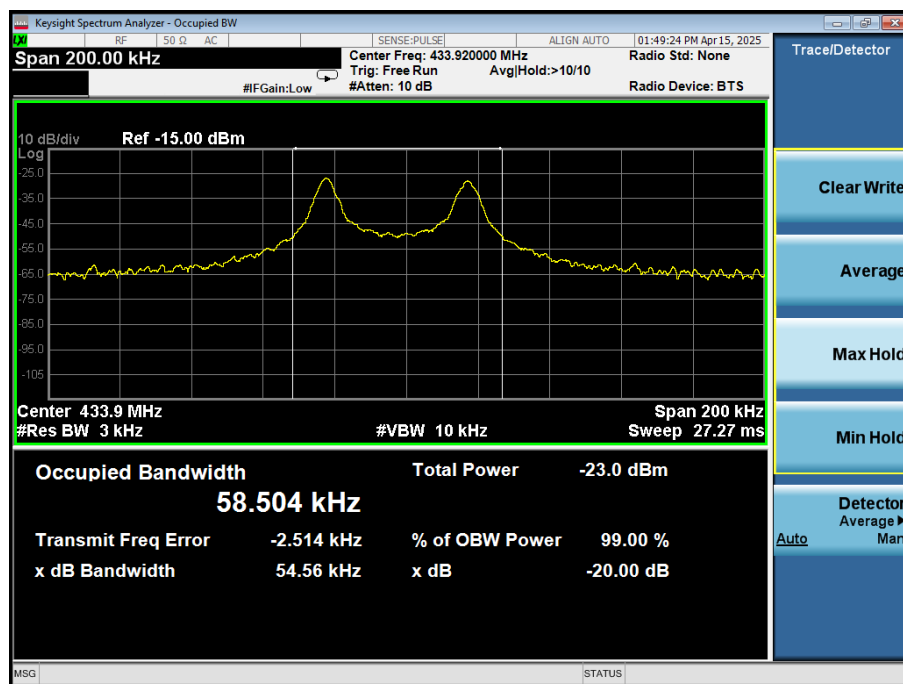 Keysight Spectrum Analyzer - Occupied BW
LXI RF 50 Ω AC SENSE:PULSE ALIGN AUTO 01:49:24 PM Apr 15, 2025
Span 200.00 kHz
Center Freq: 433.920000 MHz Radio Std: None
Trig: Free Run Avg|Hold:>10/10
#IFGain:Low #Atten: 10 dB Radio Device: BTS
Trace/Detector
10 dB/div Ref -15.00 dBm
Log
-25.0
-35.0
-45.0
-55.0
-65.0
-75.0
-85.0
-95.0
-105
Center 433.9 MHz Span 200 kHz
#Res BW 3 kHz #VBW 10 kHz Sweep 27.27 ms
Occupied Bandwidth Total Power -23.0 dBm
58.504 kHz
Transmit Freq Error -2.514 kHz % of OBW Power 99.00 %
x dB Bandwidth 54.56 kHz x dB -20.00 dB
Clear Write
Average
Max Hold
Min Hold
Detector
Average
Auto Man
MSG STATUS